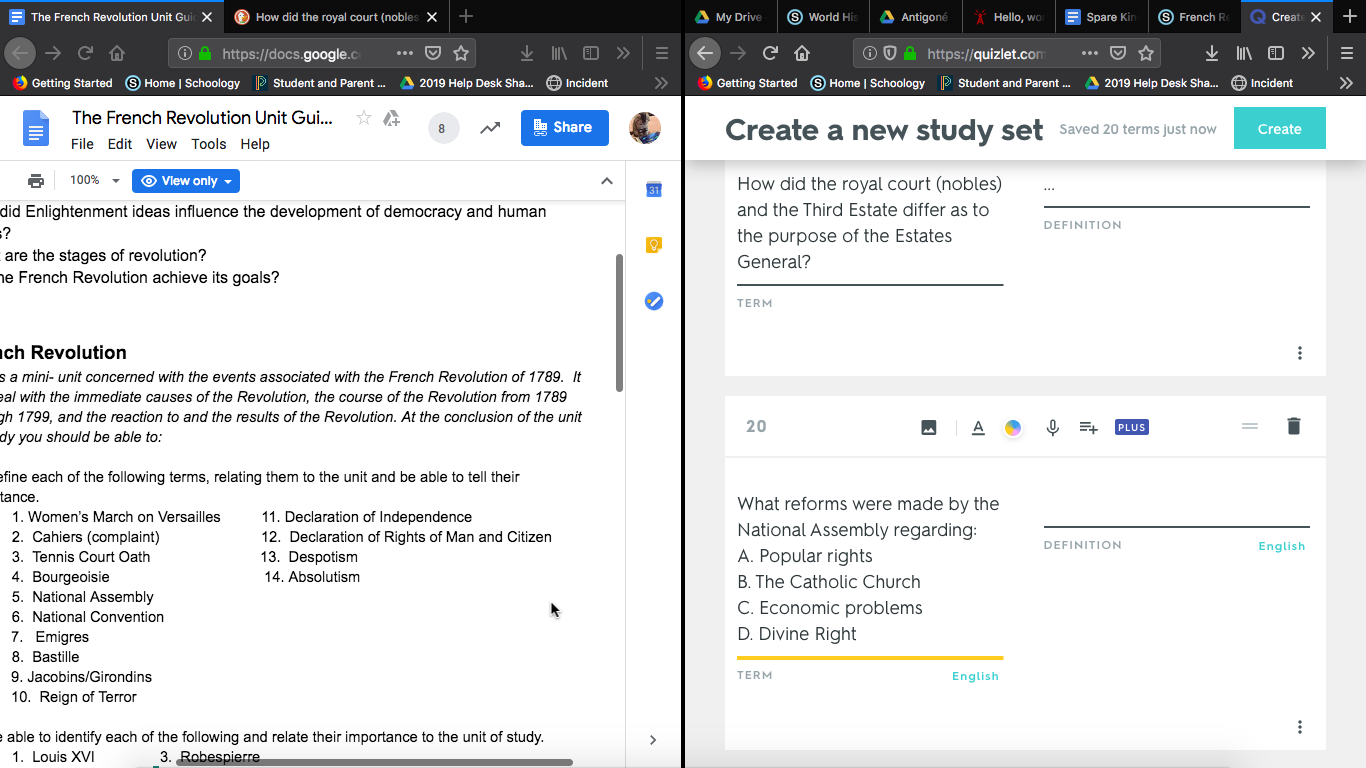 The French Revolution Unit Gui
How did the royal court (nobles
https://docs.google.c
Getting Started
Home | Schoology
Student and Parent ...
2019 Help Desk Sha...
Incident
The French Revolution Unit Gui...
File Edit View Tools Help
8
Share
100%
View only
31
did Enlightenment ideas influence the development of democracy and human
s?
are the stages of revolution?
he French Revolution achieve its goals?
nch Revolution
s a mini- unit concerned with the events associated with the French Revolution of 1789. It
eal with the immediate causes of the Revolution, the course of the Revolution from 1789
gh 1799, and the reaction to and the results of the Revolution. At the conclusion of the unit
dy you should be able to:
efine each of the following terms, relating them to the unit and be able to tell their
tance.
1. Women's March on Versailles
2. Cahiers (complaint)
3. Tennis Court Oath
4. Bourgeoisie
5. National Assembly
6. National Convention
7. Emigres
8. Bastille
9. Jacobins/Girondins
10. Reign of Terror
11. Declaration of Independence
12. Declaration of Rights of Man and Citizen
13. Despotism
14. Absolutism
e able to identify each of the following and relate their importance to the unit of study.
1. Louis XVI 3. Robespierre
My Drive
World His
Antigoné
Hello, wo
Spare Kin
French R
Create
https://quizlet.com
Getting Started
Home | Schoology
Student and Parent ...
2019 Help Desk Sha...
Incident
Create a new study set
Saved 20 terms just now
Create
How did the royal court (nobles)
and the Third Estate differ as to
the purpose of the Estates
General?
TERM
...
DEFINITION
20
A
PLUS
What reforms were made by the
National Assembly regarding:
A. Popular rights
B. The Catholic Church
C. Economic problems
D. Divine Right
TERM English
DEFINITION English